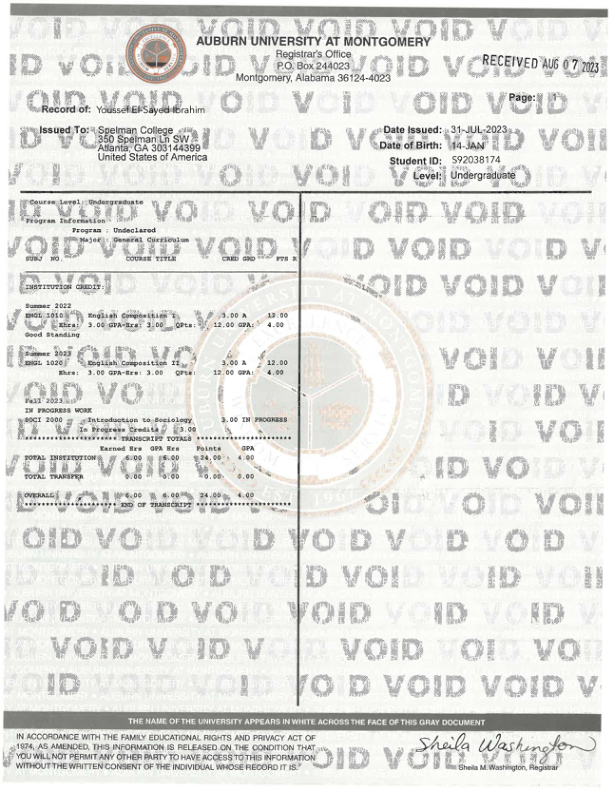 AUBURN UNIVERSITY AT MONTGOMERY
Registrar's Office
P.O. Box 244023
Montgomery, Alabama 36124-4023
RECEIVED AUG 07 2023
Page: 1
Record of: Youssef El-Sayed Ibrahim
Issued To: Spelman College
350 Spelman Ln SW
Atlanta, GA 303144399
United States of America
Date Issued: 31-JUL-2023
Date of Birth: 14-JAN
Student ID: S92038174
Level: Undergraduate
Course Level: Undergraduate
Program Information
Program : Undeclared
Major : General Curriculum
SUBJ NO. COURSE TITLE CRED GRD PTS R
INSTITUTION CREDIT:
Summer 2022
ENGL 1010 English Composition I 3.00 A 12.00
Ehrs: 3.00 GPA-Hrs: 3.00 QPts: 12.00 GPA: 4.00
Good Standing
Summer 2023
ENGL 1020 English Composition II 3.00 A 12.00
Ehrs: 3.00 GPA-Hrs: 3.00 QPts: 12.00 GPA: 4.00
Fall 2023
IN PROGRESS WORK
SOCI 2000 Introduction to Sociology 3.00 IN PROGRESS
In Progress Credits 3.00
TRANSCRIPT TOTALS
Earned Hrs GPA Hrs Points GPA
TOTAL INSTITUTION 6.00 6.00 24.00 4.00
TOTAL TRANSFER 0.00 0.00 0.00 0.00
OVERALL 6.00 6.00 24.00 4.00
END OF TRANSCRIPT
VOID
THE NAME OF THE UNIVERSITY APPEARS IN WHITE ACROSS THE FACE OF THIS GRAY DOCUMENT
IN ACCORDANCE WITH THE FAMILY EDUCATIONAL RIGHTS AND PRIVACY ACT OF
1974, AS AMENDED, THIS INFORMATION IS RELEASED ON THE CONDITION THAT
YOU WILL NOT PERMIT ANY OTHER PARTY TO HAVE ACCESS TO THIS INFORMATION
WITHOUT THE WRITTEN CONSENT OF THE INDIVIDUAL WHOSE RECORD IT IS.
Sheila Washington
Sheila M. Washington, Registrar